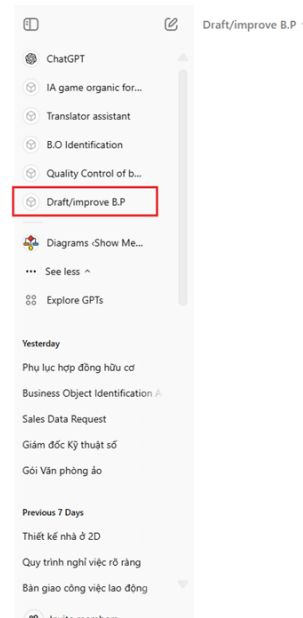 Draft/improve B.P
ChatGPT
IA game organic for...
Translator assistant
B.O Identification
Quality Control of b...
Draft/improve B.P
Diagrams ‹Show Me...
See less
Explore GPTs
Yesterday
Phụ lục hợp đồng hữu cơ
Business Object Identification A
Sales Data Request
Giám đốc Kỹ thuật số
Gói Văn phòng ảo
Previous 7 Days
Thiết kế nhà ở 2D
Quy trình nghỉ việc rõ ràng
Bàn giao công việc lao động
Invite members